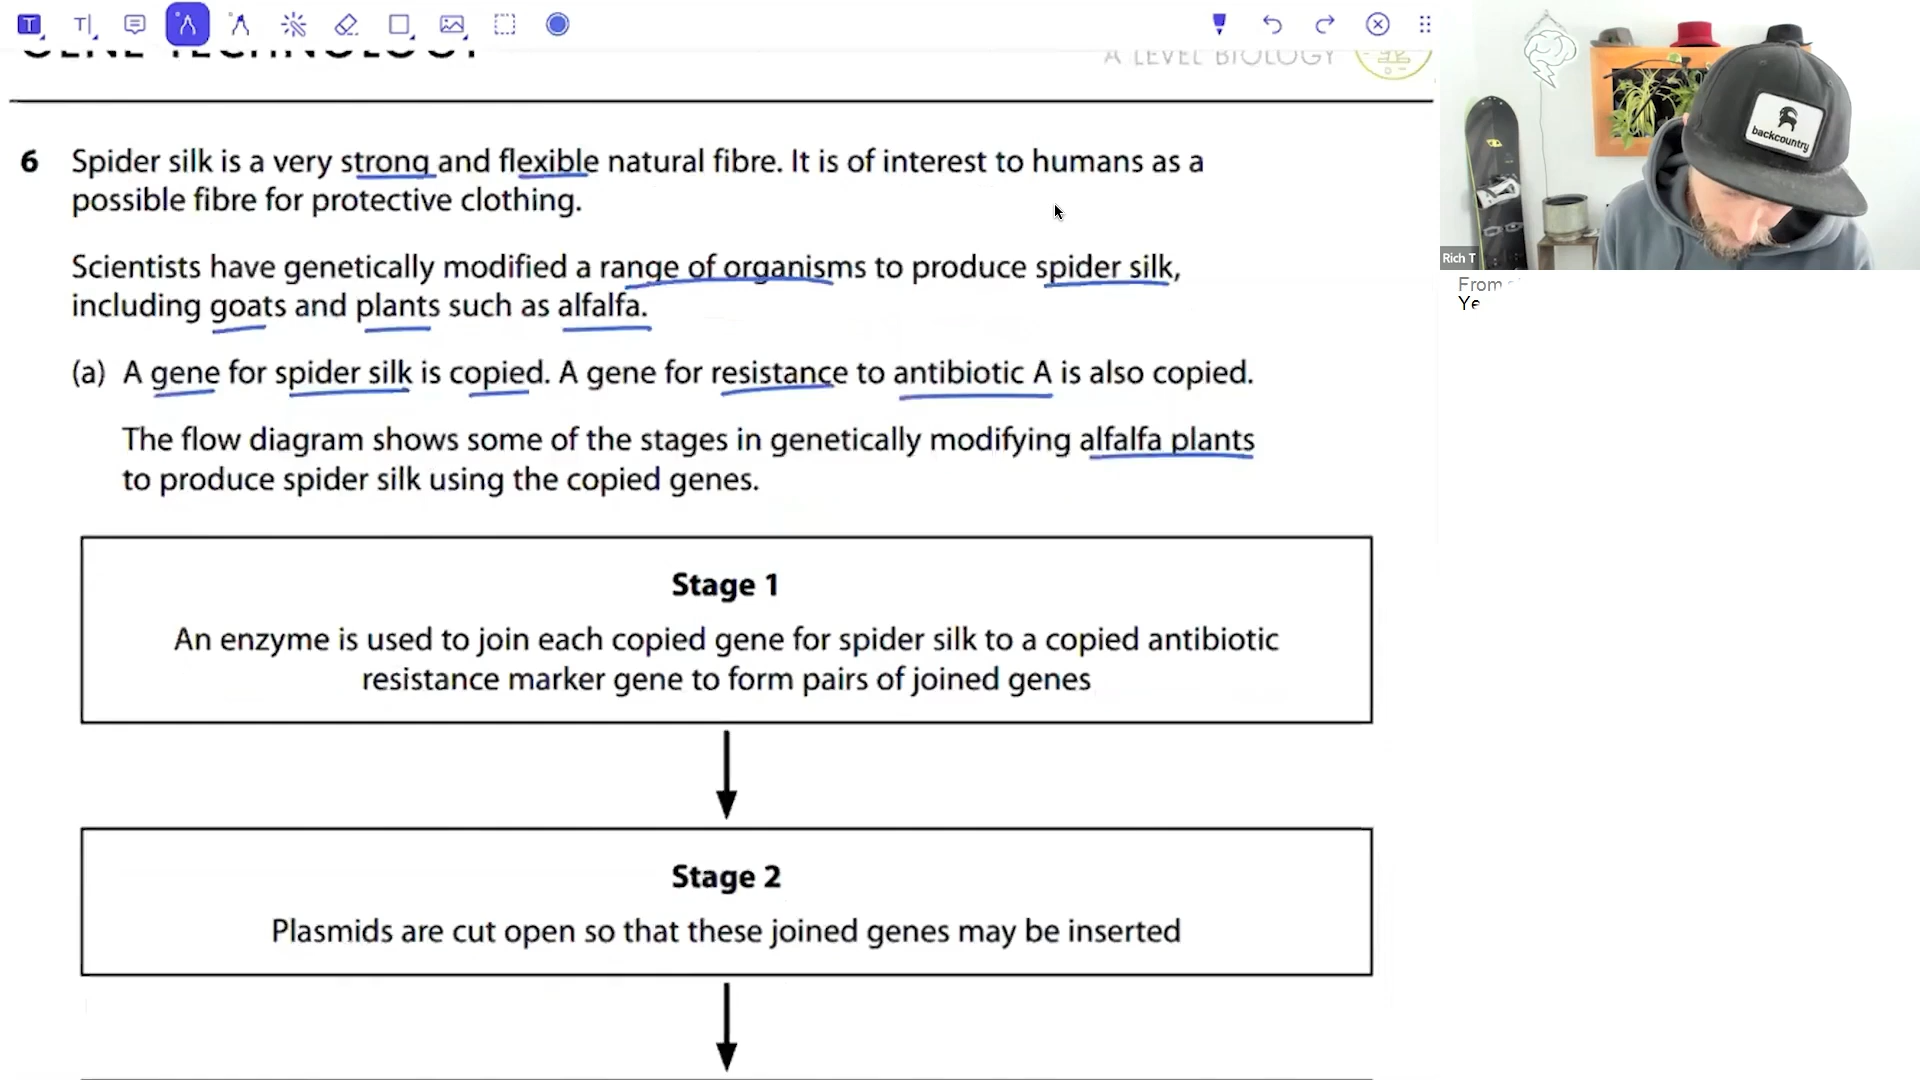 GENE TECHNOLOGY
A LEVEL BIOLOGY
6 Spider silk is a very strong and flexible natural fibre. It is of interest to humans as a
possible fibre for protective clothing.
Scientists have genetically modified a range of organisms to produce spider silk,
including goats and plants such as alfalfa.
(a) A gene for spider silk is copied. A gene for resistance to antibiotic A is also copied.
The flow diagram shows some of the stages in genetically modifying alfalfa plants
to produce spider silk using the copied genes.
Stage 1
An enzyme is used to join each copied gene for spider silk to a copied antibiotic
resistance marker gene to form pairs of joined genes
Stage 2
Plasmids are cut open so that these joined genes may be inserted
backcountry
Rich T
From
Ye